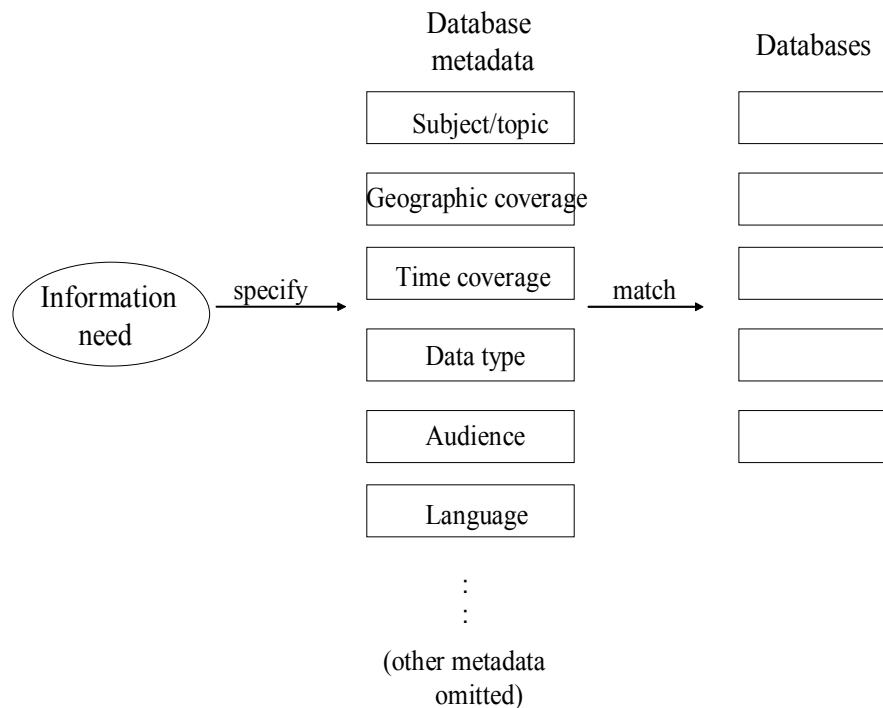 Database
metadata
Databases
Subject/topic
Geographic coverage
Information
need
specify
Time coverage
match
Data type
Audience
Language
:
:
(other metadata
omitted)